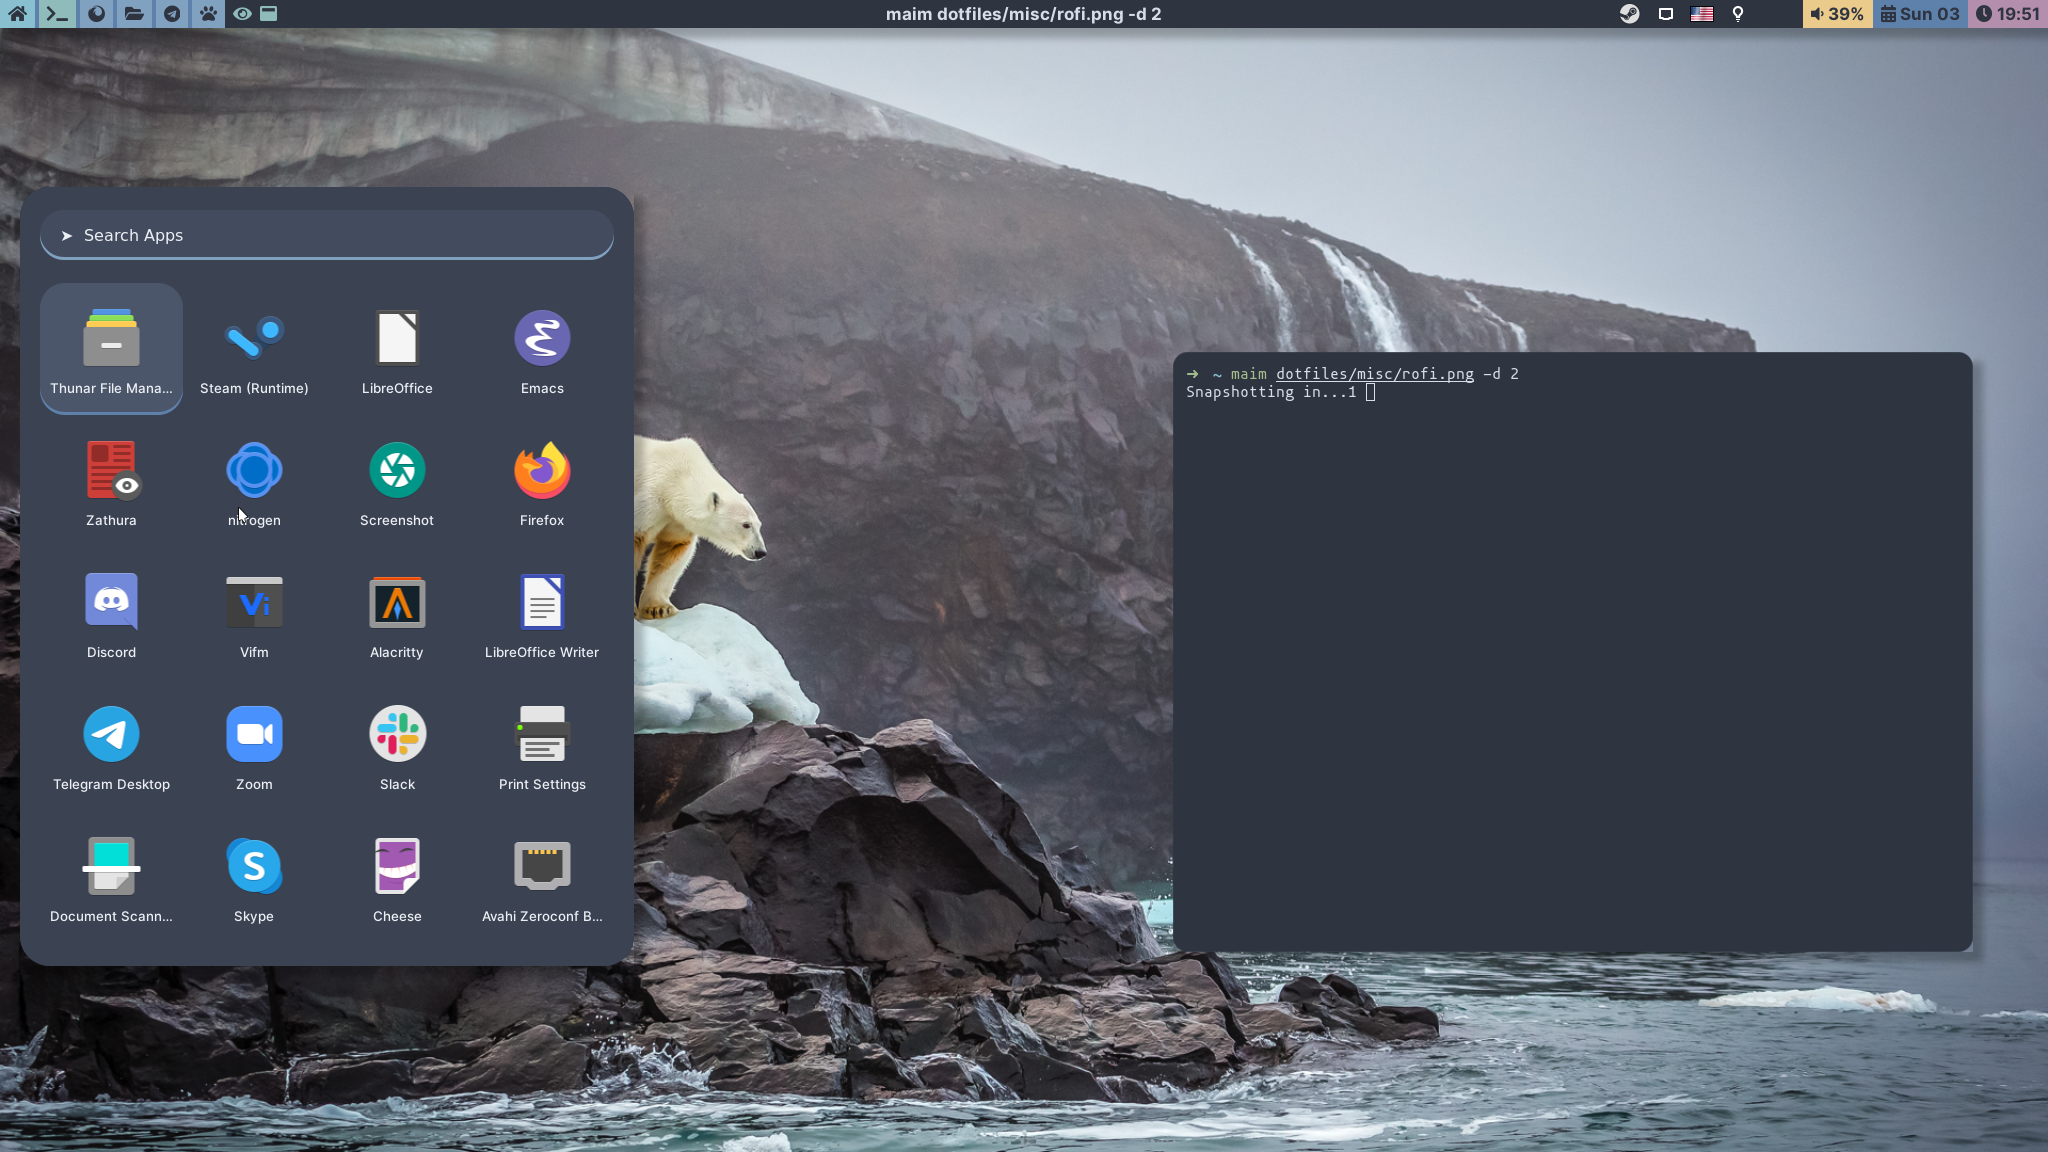 maim dotfiles/misc/rofi.png -d 2
39%
Sun 03
19:51
Search Apps
Thunar File Mana...
Steam (Runtime)
LibreOffice
Emacs
Zathura
nitrogen
Screenshot
Firefox
Discord
Vifm
Alacritty
LibreOffice Writer
Telegram Desktop
Zoom
Slack
Print Settings
Document Scann...
Skype
Cheese
Avahi Zeroconf B...
➜ ~ maim dotfiles/misc/rofi.png -d 2
Snapshotting in...1